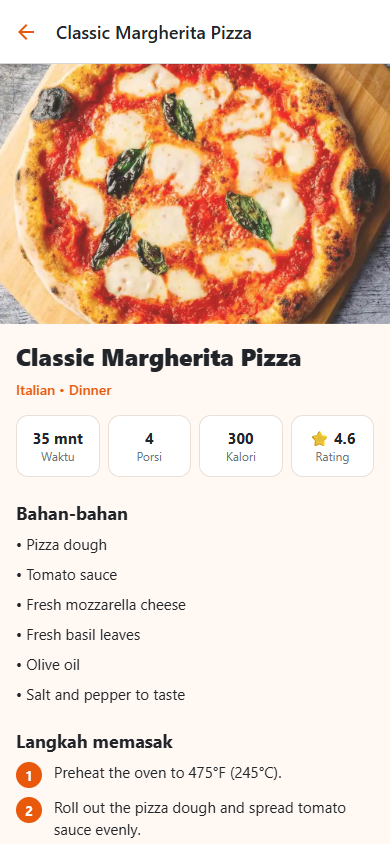 Classic Margherita Pizza
Classic Margherita Pizza
Italian • Dinner
35 mnt
Waktu
4
Porsi
300
Kalori
⭐ 4.6
Rating
Bahan-bahan
• Pizza dough
• Tomato sauce
• Fresh mozzarella cheese
• Fresh basil leaves
• Olive oil
• Salt and pepper to taste
Langkah memasak
1 Preheat the oven to 475°F (245°C).
2 Roll out the pizza dough and spread tomato
sauce evenly.